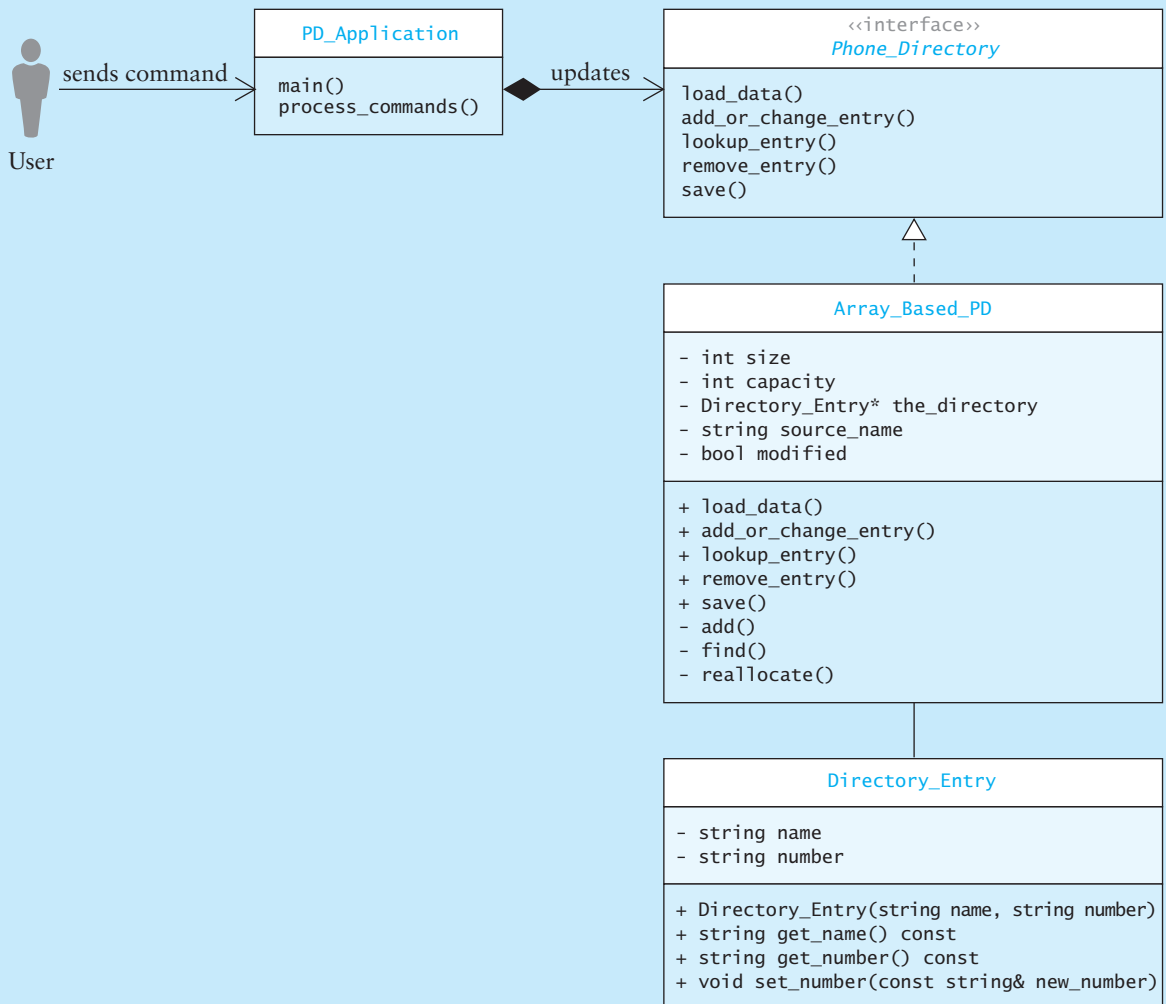 User
sends command
PD_Application
main()
process_commands()
updates
‹‹interface››
Phone_Directory
load_data()
add_or_change_entry()
lookup_entry()
remove_entry()
save()
Array_Based_PD
- int size
- int capacity
- Directory_Entry* the_directory
- string source_name
- bool modified
+ load_data()
+ add_or_change_entry()
+ lookup_entry()
+ remove_entry()
+ save()
- add()
- find()
- reallocate()
Directory_Entry
- string name
- string number
+ Directory_Entry(string name, string number)
+ string get_name() const
+ string get_number() const
+ void set_number(const string& new_number)